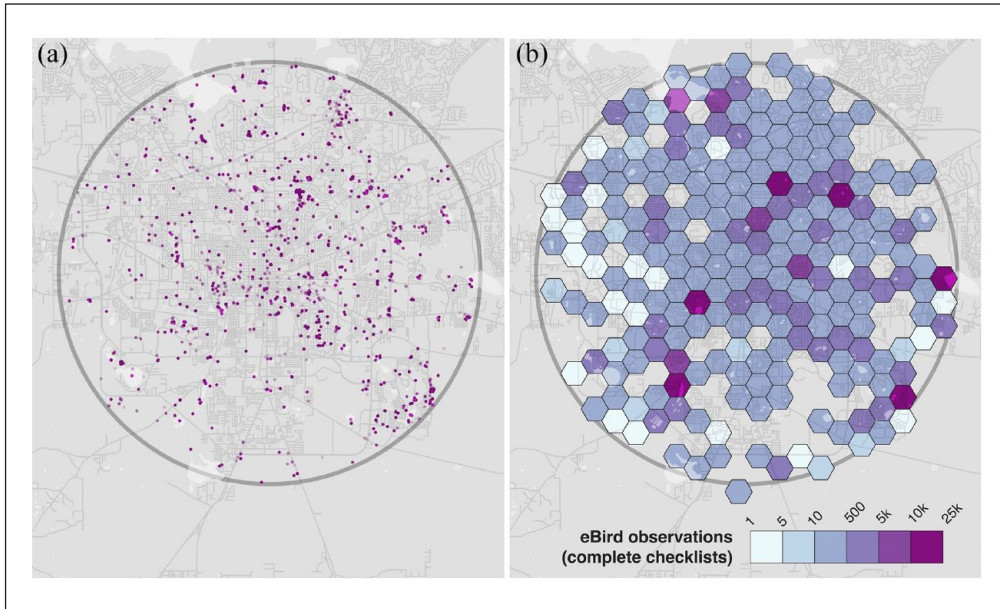 (a)
(b)
1 5 10 500 5k 10k 25k
eBird observations
(complete checklists)